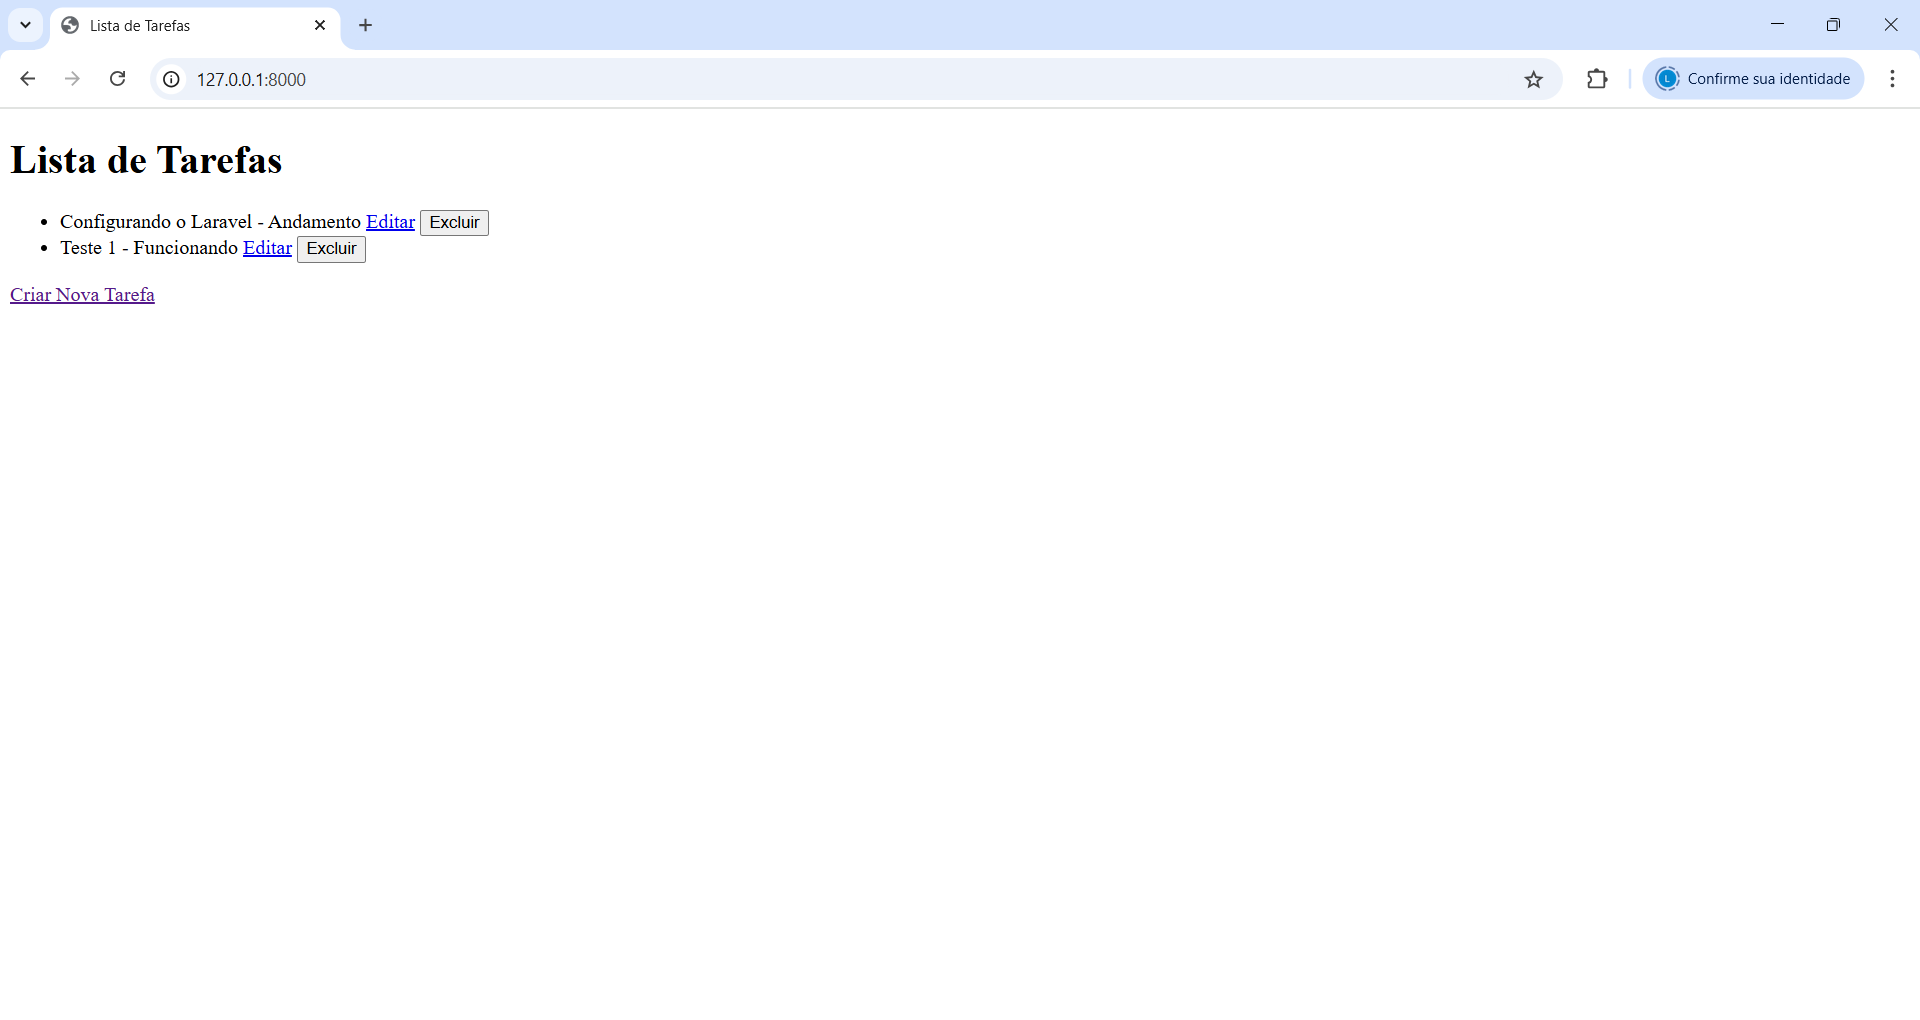 Lista de Tarefas
127.0.0.1:8000
L Confirme sua identidade
Lista de Tarefas
Configurando o Laravel - Andamento Editar Excluir
Teste 1 - Funcionando Editar Excluir
Criar Nova Tarefa